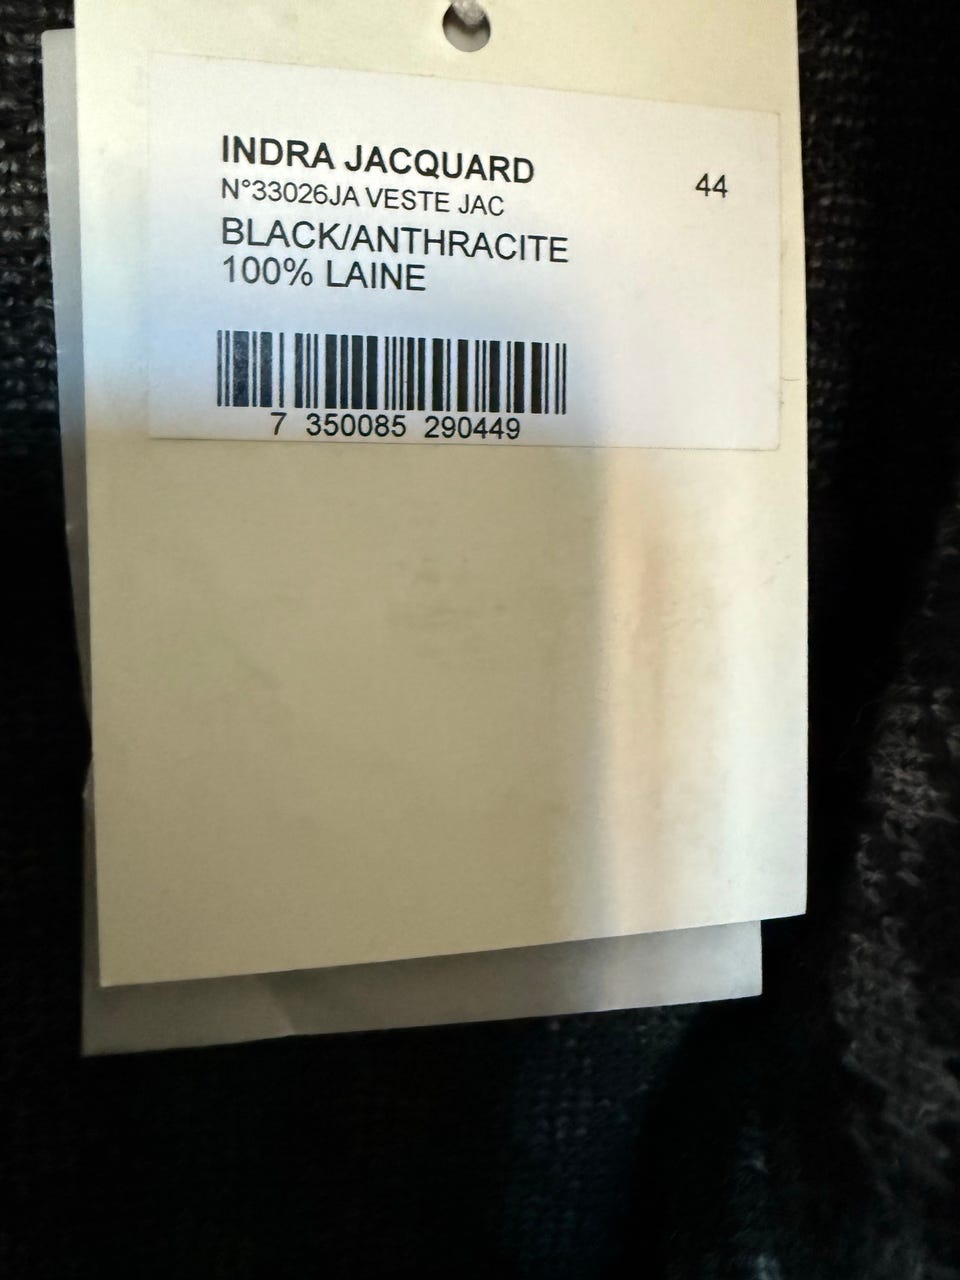 INDRA JACQUARD
44
N°33026JA VESTE JAC
BLACK/ANTHRACITE
100% LAINE
7 350085 290449